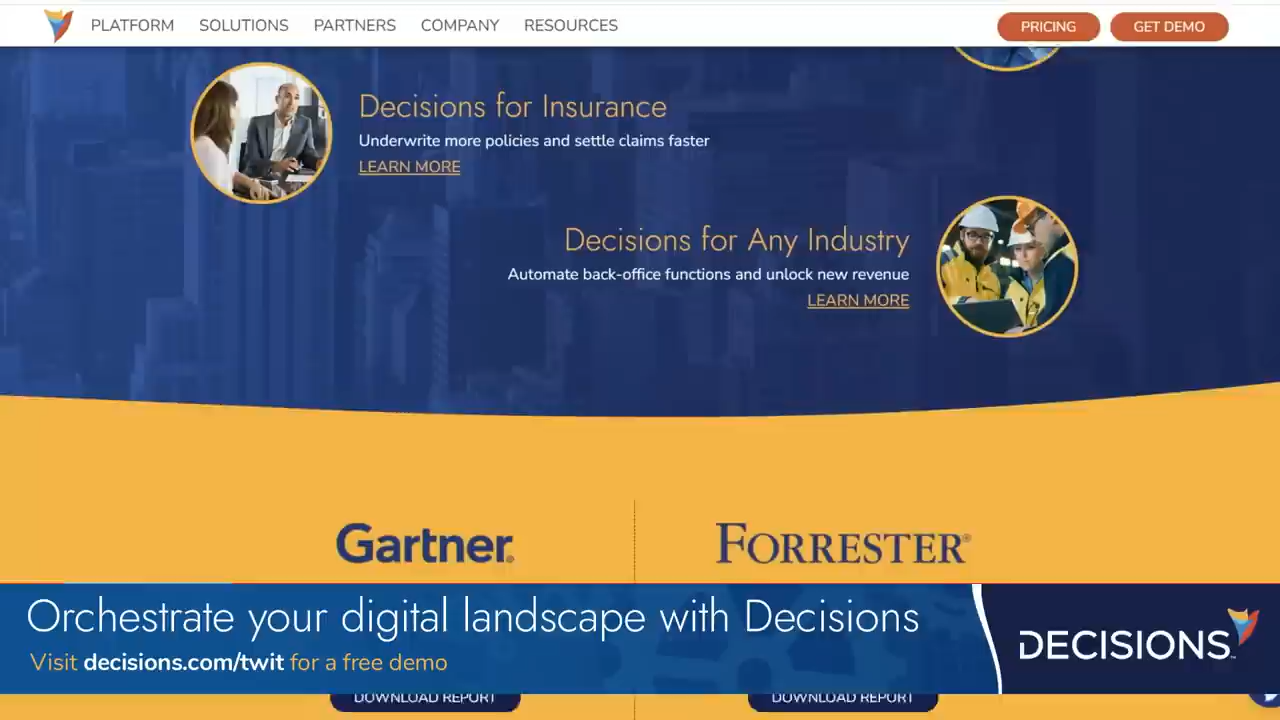 PLATFORM SOLUTIONS PARTNERS COMPANY RESOURCES PRICING GET DEMO
Decisions for Insurance
Underwrite more policies and settle claims faster
LEARN MORE
Decisions for Any Industry
Automate back-office functions and unlock new revenue
LEARN MORE
Gartner®
FORRESTER®
Orchestrate your digital landscape with Decisions
Visit decisions.com/twit for a free demo
DECISIONS™
DOWNLOAD REPORT DOWNLOAD REPORT